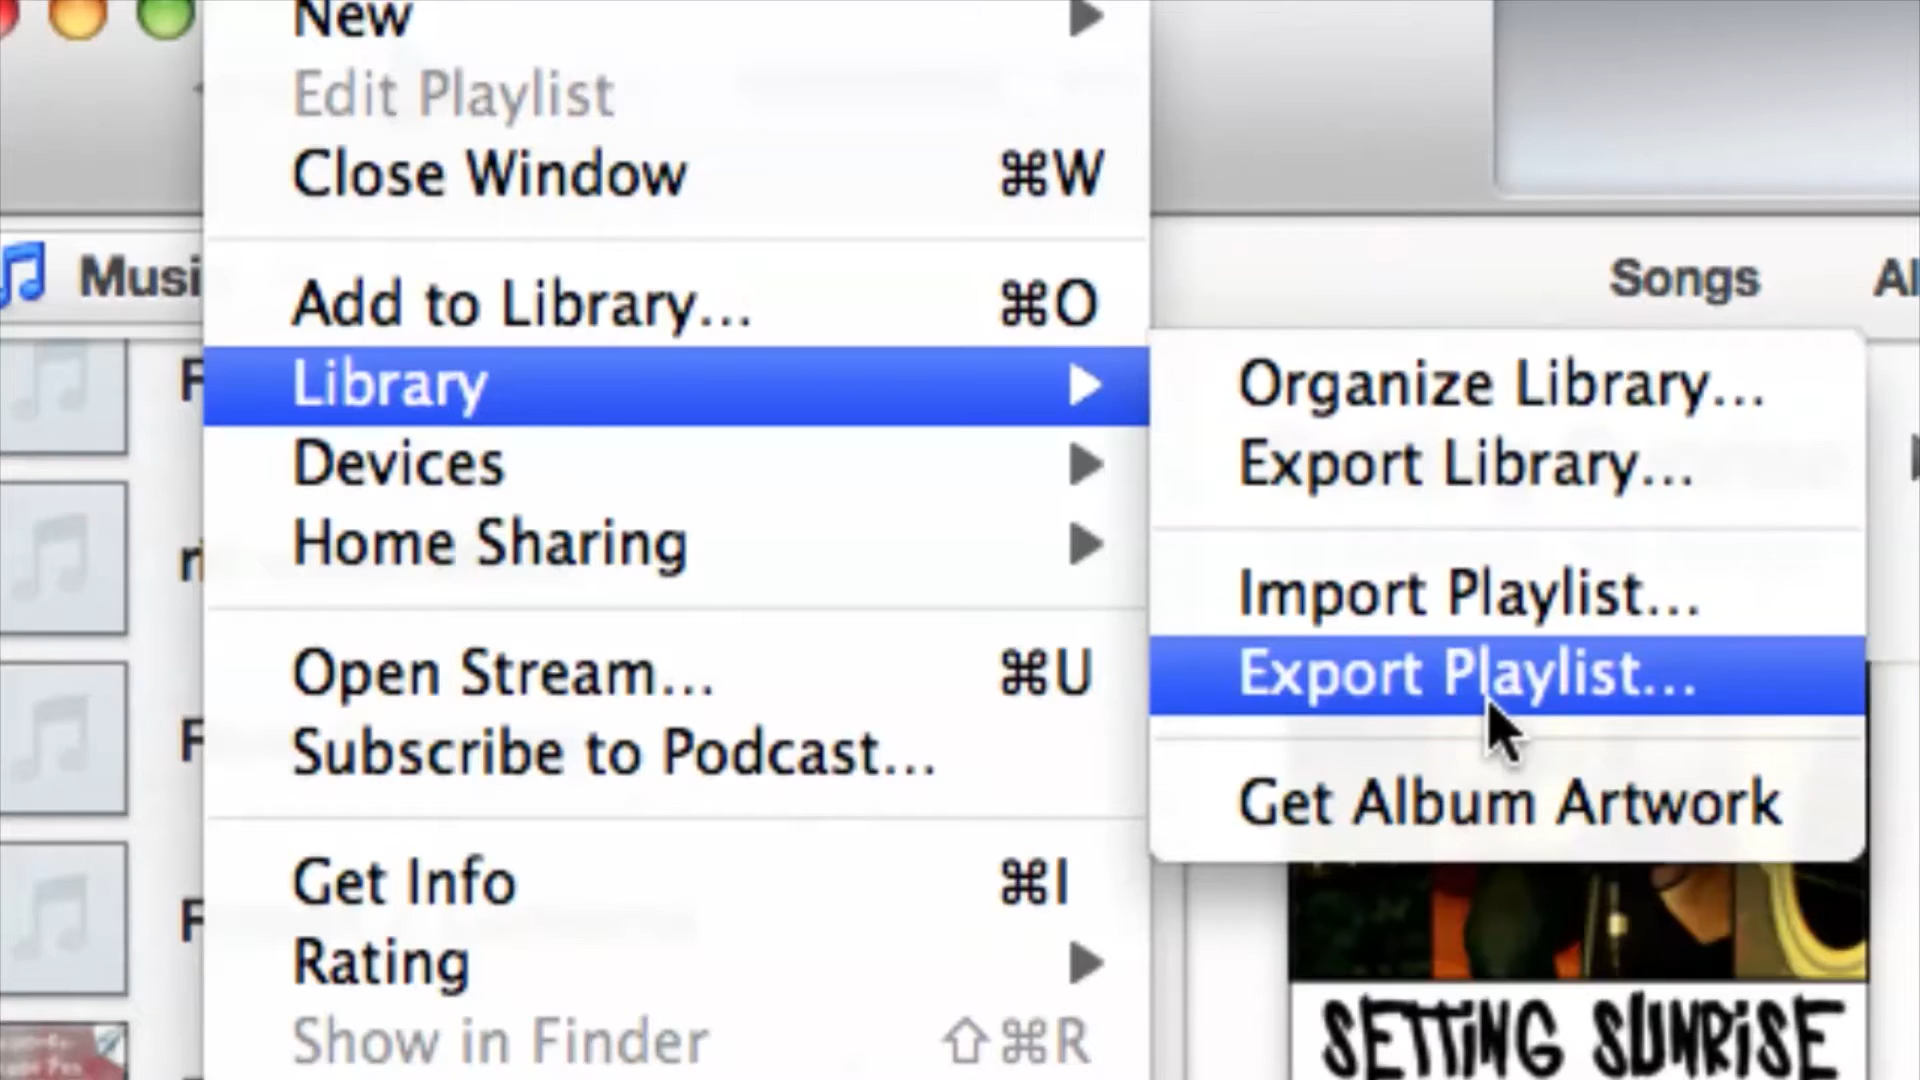 New
Edit Playlist
Close Window ⌘W
Musi
Songs
Al
Add to Library... ⌘O
Library
Devices
Home Sharing
Open Stream... ⌘U
Subscribe to Podcast...
Get Info ⌘I
Rating
Show in Finder ⇧⌘R
Organize Library...
Export Library...
Import Playlist...
Export Playlist...
Get Album Artwork
SETTING SUNRISE